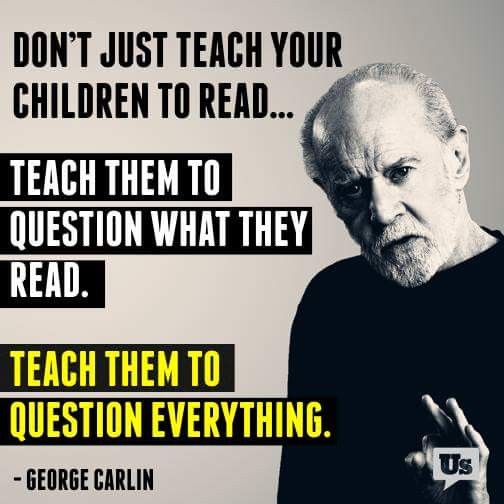 DON'T JUST TEACH YOUR
CHILDREN TO READ...
TEACH THEM TO
QUESTION WHAT THEY
READ.
TEACH THEM TO
QUESTION EVERYTHING.
- GEORGE CARLIN
Us